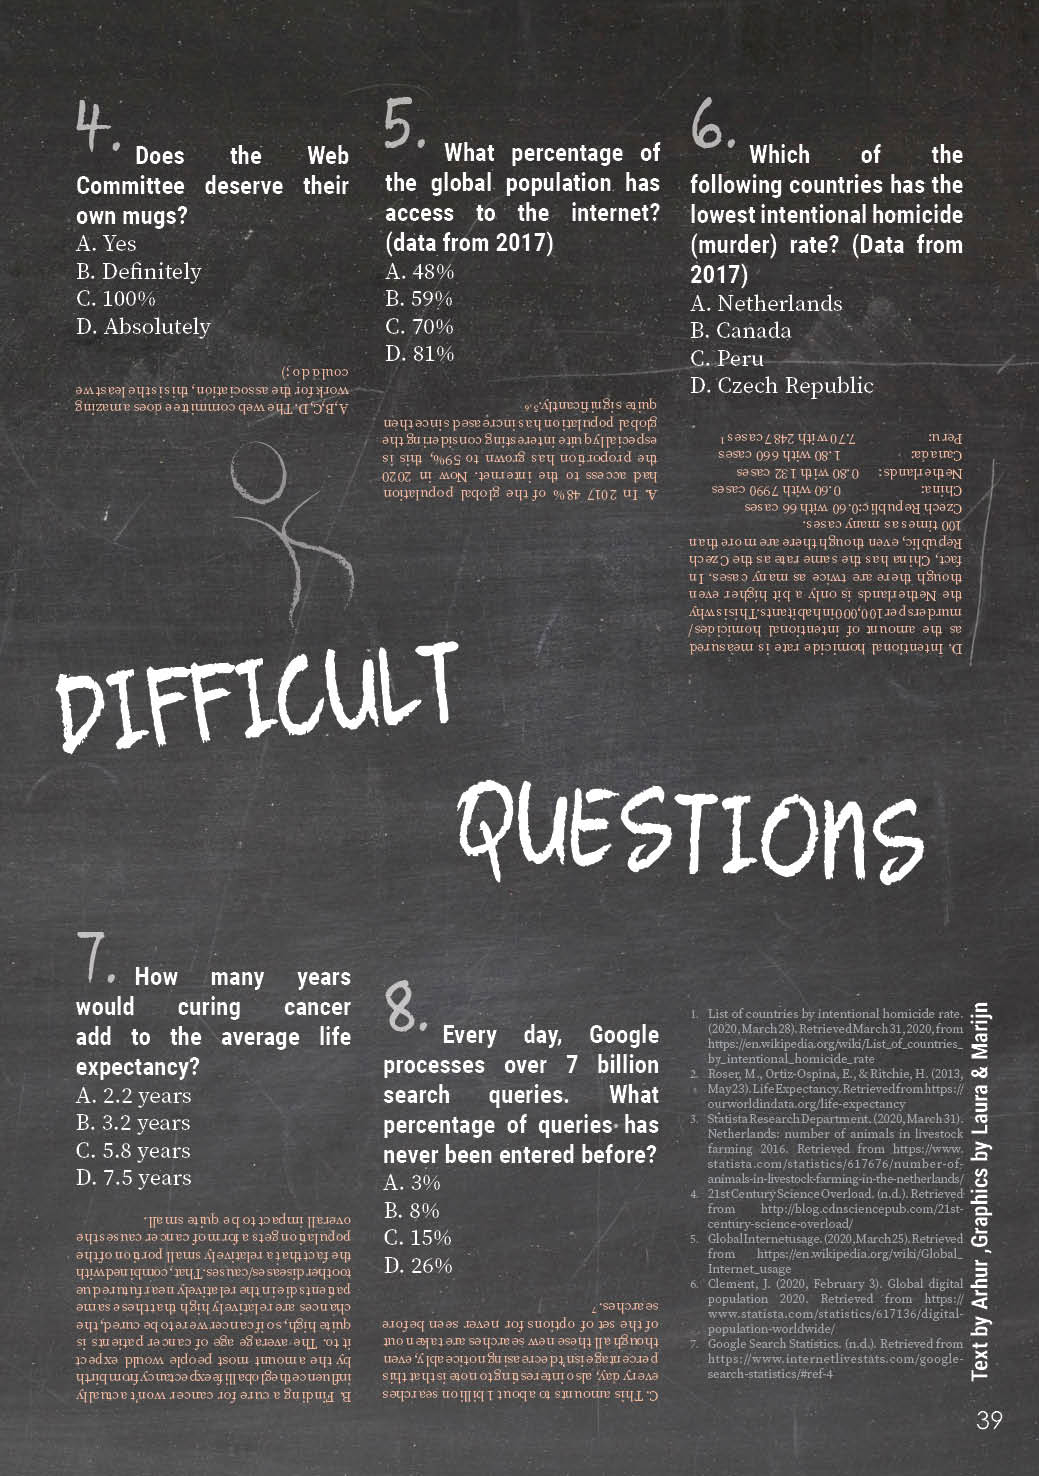 4. Does the Web
Committee deserve their
own mugs?
A. Yes
B. Definitely
C. 100%
D. Absolutely
A,B,C,D. The web committee does amazing
work for the association, this is the least we
could do ;)
5. What percentage of
the global population has
access to the internet?
(data from 2017)
A. 48%
B. 59%
C. 70%
D. 81%
A. In 2017 48% of the global population
had access to the internet. Now in 2020
the proportion has grown to 59%, this is
especially quite interesting considering the
global population has increased since then
quite significantly.5,6
6. Which of the
following countries has the
lowest intentional homicide
(murder) rate? (Data from
2017)
A. Netherlands
B. Canada
C. Peru
D. Czech Republic
D. Intentional homicide rate is measured
as the amount of intentional homicides/
murders per 100,000 inhabitants. This is why
the Netherlands is only a bit higher even
though there are twice as many cases. In
fact, China has the same rate as the Czech
Republic, even though there are more than
100 times as many cases.
Czech Republic: 0.60 with 66 cases
China: 0.60 with 7990 cases
Netherlands: 0.80 with 132 cases
Canada: 1.80 with 660 cases
Peru: 7.70 with 2487 cases1
DIFFICULT
QUESTIONS
7. How many years
would curing cancer
add to the average life
expectancy?
A. 2.2 years
B. 3.2 years
C. 5.8 years
D. 7.5 years
B. Finding a cure for cancer won't actually
influence the global life expectancy from birth
by the amount most people would expect
it to. The average age of cancer patients is
quite high, so if cancer were to be cured, the
chances are relatively high that these same
patients die in the relatively near future due
to other diseases/causes. That, combined with
the fact that a relatively small portion of the
population gets a form of cancer causes the
overall impact to be quite small.
8. Every day, Google
processes over 7 billion
search queries. What
percentage of queries has
never been entered before?
A. 3%
B. 8%
C. 15%
D. 26%
C. This amounts to about 1 billion searches
every day, also interesting to note is that this
percentage isn't decreasing noticeably, even
though all these new searches are taken out
of the set of options for never seen before
searches.7
1. List of countries by intentional homicide rate.
(2020, March 28). Retrieved March 31, 2020, from
https://en.wikipedia.org/wiki/List_of_countries_
by_intentional_homicide_rate
2. Roser, M., Ortiz-Ospina, E., & Ritchie, H. (2013,
May 23). Life Expectancy. Retrieved from https://
ourworldindata.org/life-expectancy
3. Statista Research Department. (2020, March 31).
Netherlands: number of animals in livestock
farming 2016. Retrieved from https://www.
statista.com/statistics/617676/number-of-
animals-in-livestock-farming-in-the-netherlands/
4. 21st Century Science Overload. (n.d.). Retrieved
from http://blog.cdnsciencepub.com/21st-
century-science-overload/
5. Global Internet usage. (2020, March 25). Retrieved
from https://en.wikipedia.org/wiki/Global_
Internet_usage
6. Clement, J. (2020, February 3). Global digital
population 2020. Retrieved from https://
www.statista.com/statistics/617136/digital-
population-worldwide/
7. Google Search Statistics. (n.d.). Retrieved from
https://www.internetlivestats.com/google-
search-statistics/#ref-4
Text by Arhur ,Graphics by Laura & Marijn
39